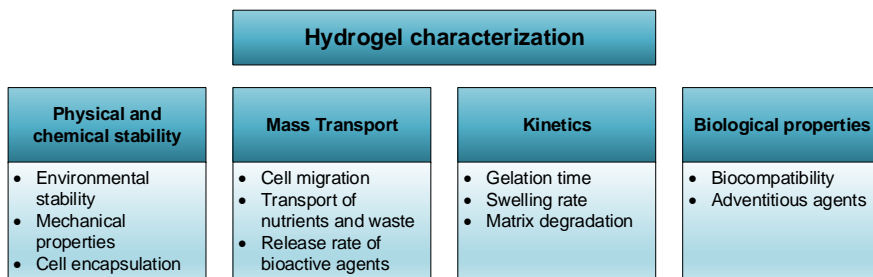 Hydrogel characterization
Physical and
chemical stability
• Environmental
stability
• Mechanical
properties
• Cell encapsulation
Mass Transport
• Cell migration
• Transport of
nutrients and waste
• Release rate of
bioactive agents
Kinetics
• Gelation time
• Swelling rate
• Matrix degradation
Biological properties
• Biocompatibility
• Adventitious agents